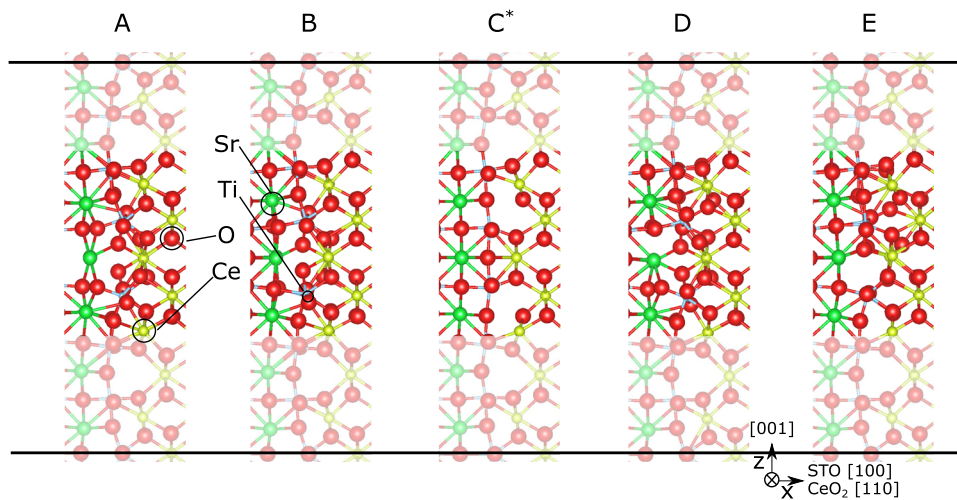 A B C* D E
Sr
Ti
O
Ce
[001]
Z
X
STO [100]
CeO₂ [110]